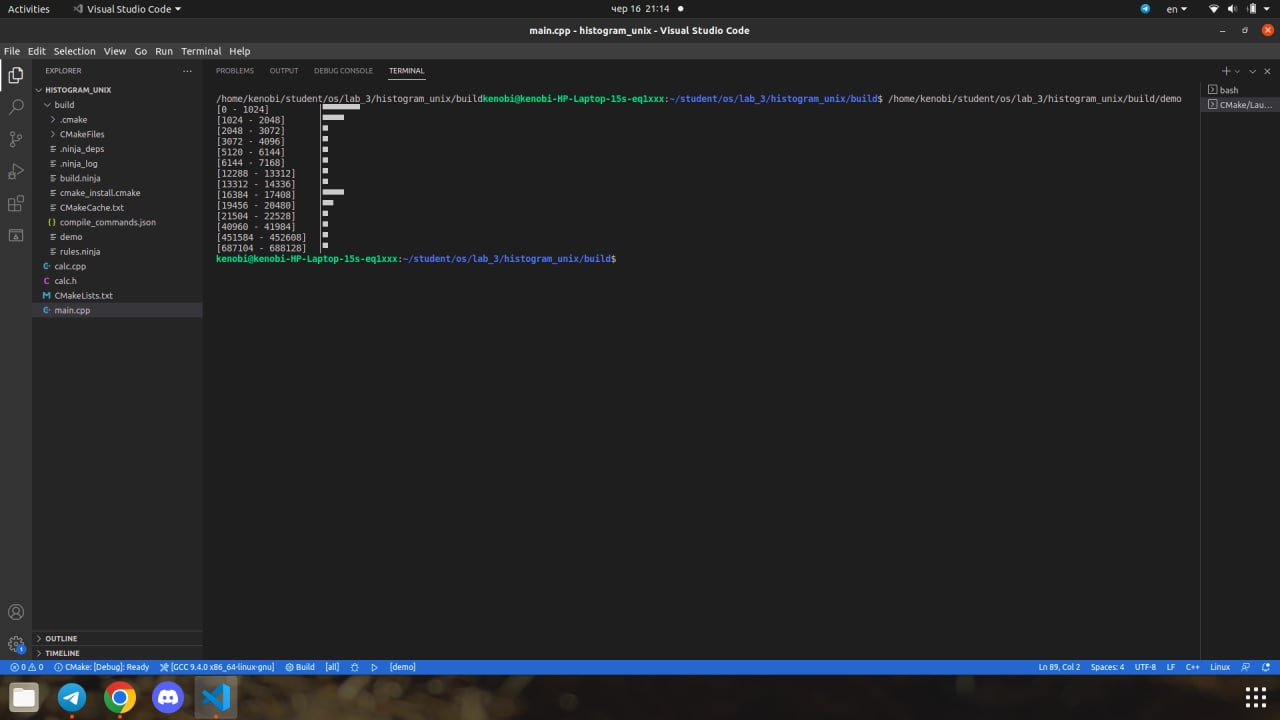 Activities
Visual Studio Code
чер 16 21:14
en
main.cpp - histogram_unix - Visual Studio Code
File Edit Selection View Go Run Terminal Help
EXPLORER
HISTOGRAM_UNIX
build
.cmake
CMakeFiles
.ninja_deps
.ninja_log
build.ninja
cmake_install.cmake
CMakeCache.txt
compile_commands.json
demo
rules.ninja
calc.cpp
calc.h
CMakeLists.txt
main.cpp
OUTLINE
TIMELINE
PROBLEMS OUTPUT DEBUG CONSOLE TERMINAL
/home/kenobi/student/os/lab_3/histogram_unix/buildkenobi@kenobi-HP-Laptop-15s-eq1xxx:~/student/os/lab_3/histogram_unix/build$ /home/kenobi/student/os/lab_3/histogram_unix/build/demo
[0 - 1024]
[1024 - 2048]
[2048 - 3072]
[3072 - 4096]
[5120 - 6144]
[6144 - 7168]
[12288 - 13312]
[13312 - 14336]
[16384 - 17408]
[19456 - 20480]
[21504 - 22528]
[40960 - 41984]
[451584 - 452608]
[687104 - 688128]
kenobi@kenobi-HP-Laptop-15s-eq1xxx:~/student/os/lab_3/histogram_unix/build$
bash
CMake/Lau...
0 0 CMake: [Debug]: Ready [GCC 9.4.0 x86_64-linux-gnu] Build [all] [demo] Ln 89, Col 2 Spaces: 4 UTF-8 LF C++ Linux